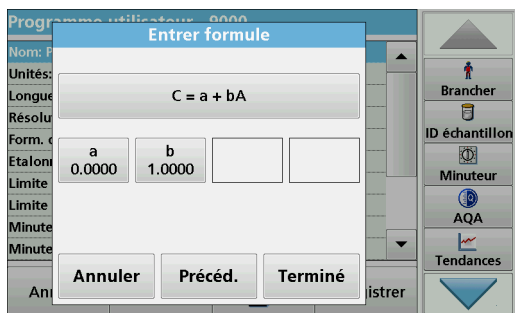 Programme utilisateur 9000
Entrer formule
Nom: P
Unités:
Longue
Résolu
Form. c
Etalon
Limite
Limite
Minute
Minute
C = a + bA
a
0.0000
b
1.0000
Annuler
Précéd.
Terminé
An
istrer
Brancher
ID échantillon
Minuteur
AQA
Tendances